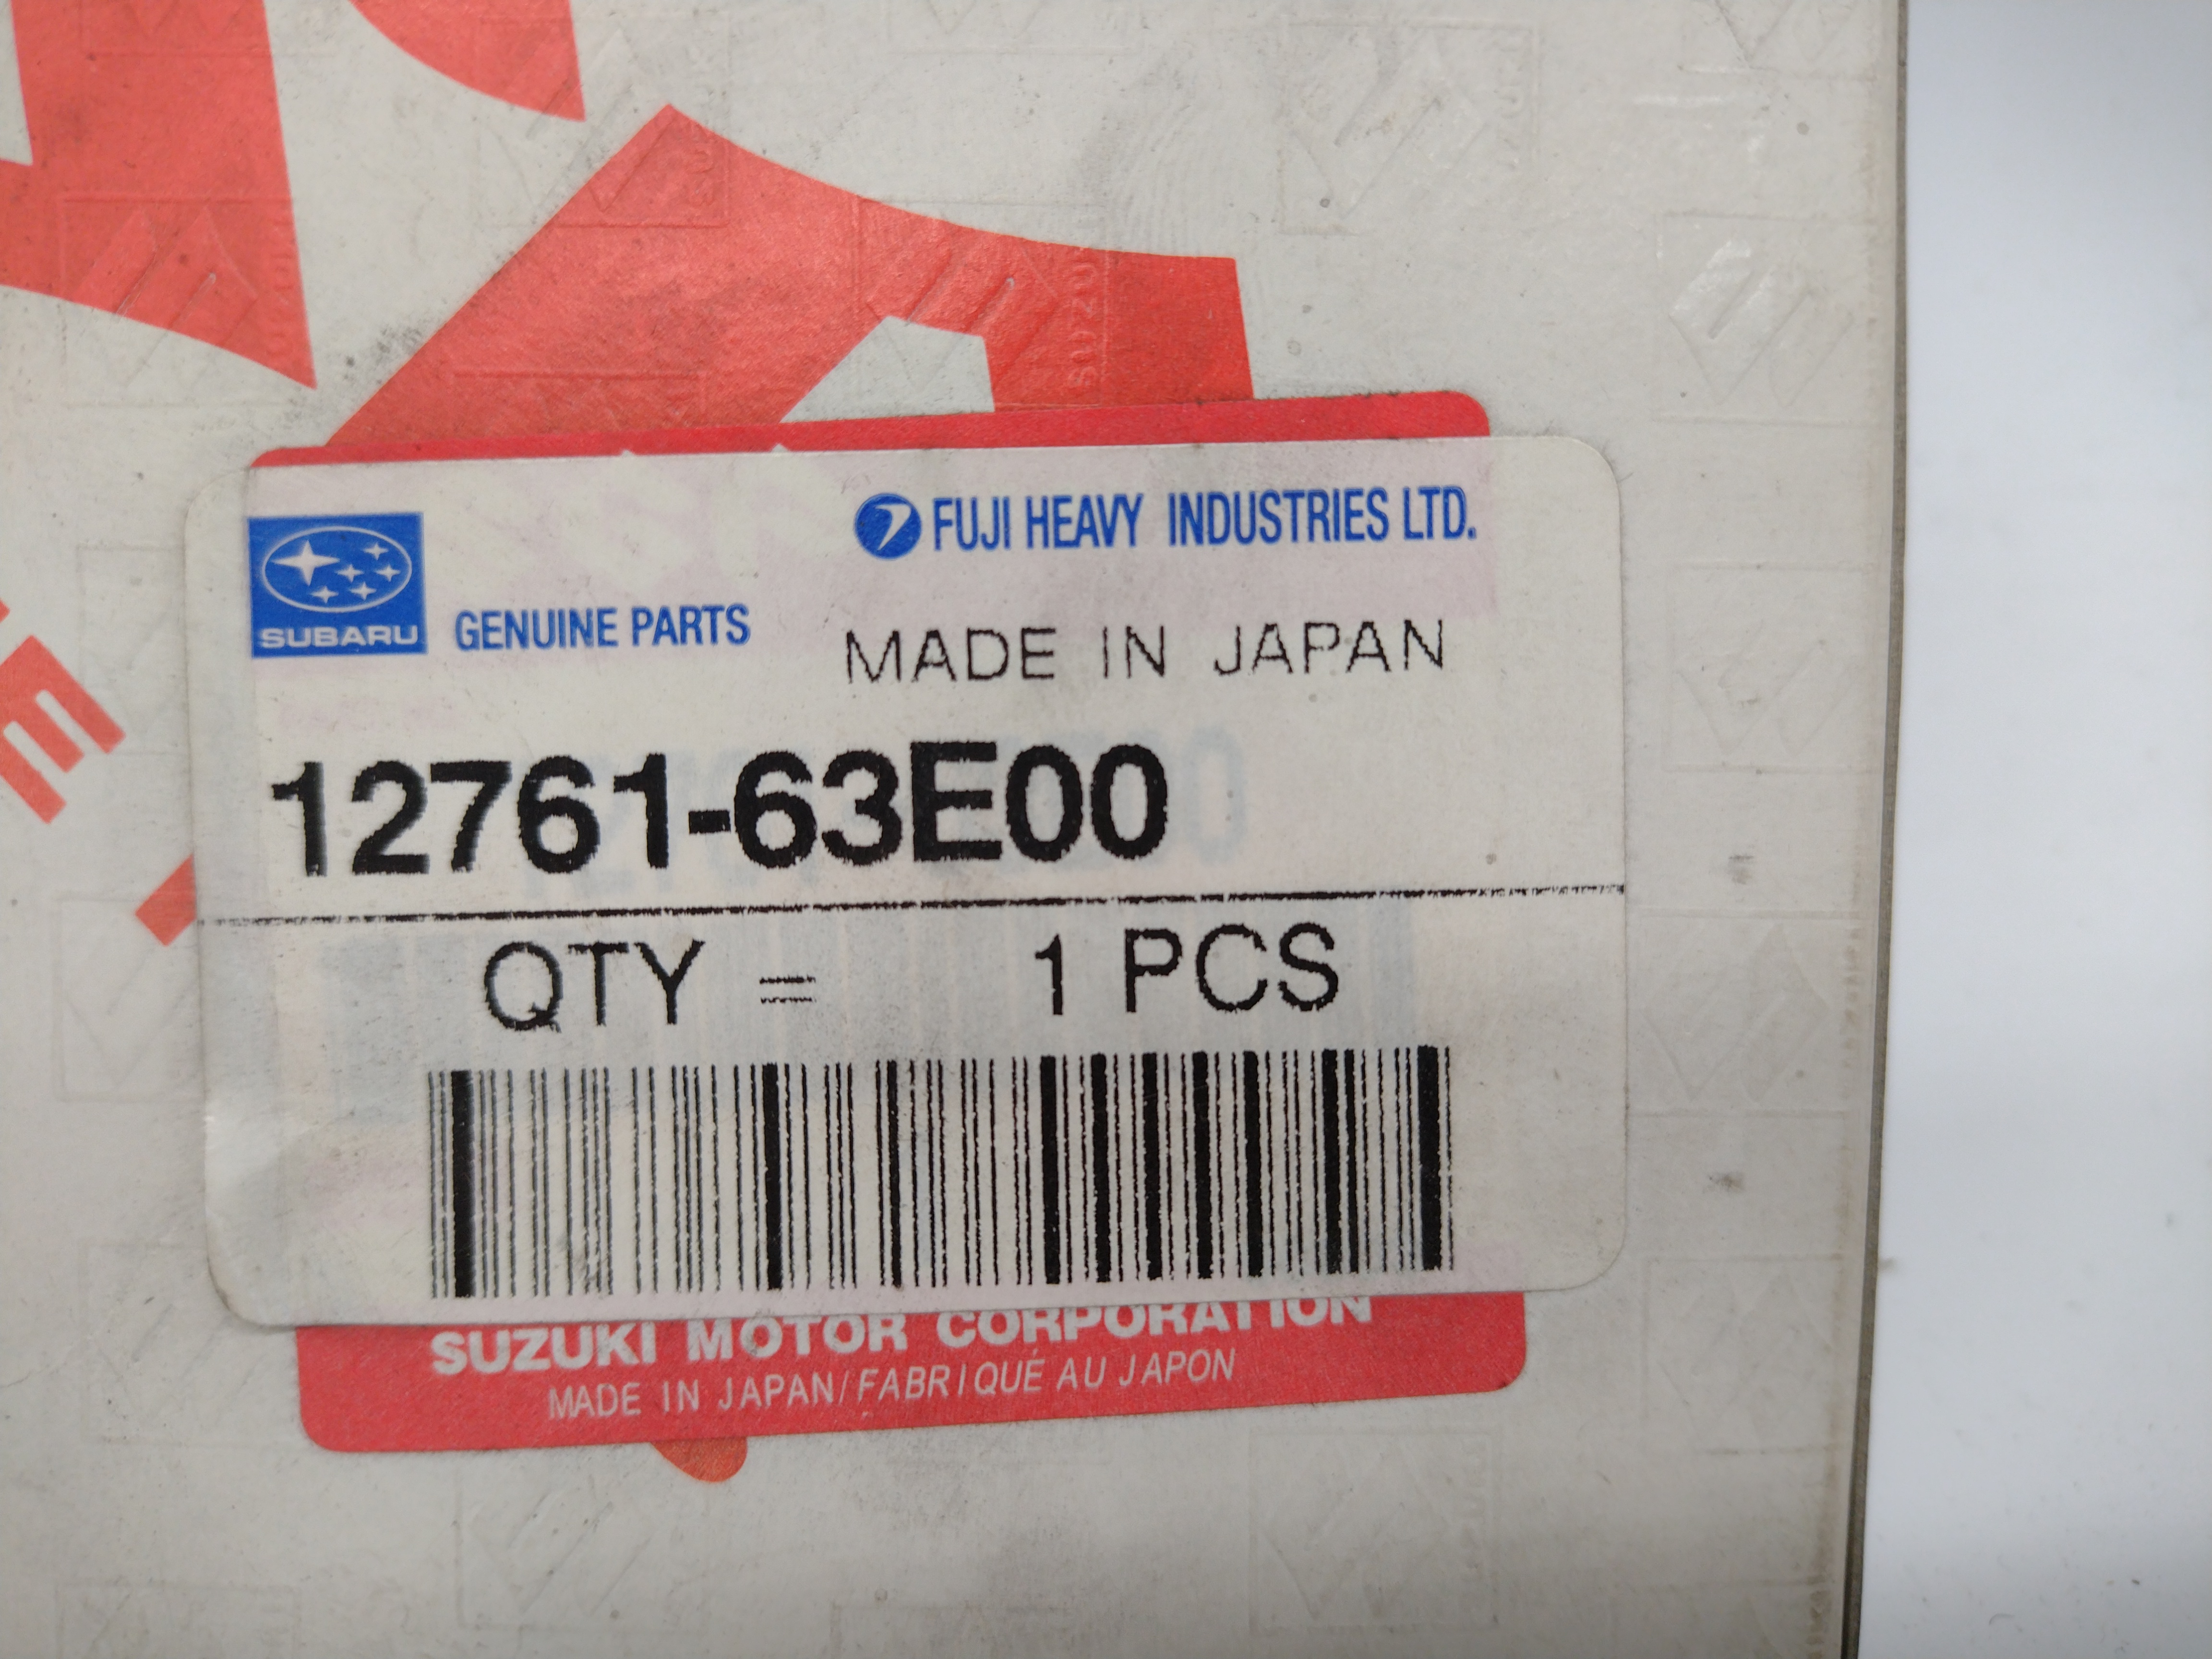 FUJI HEAVY INDUSTRIES LTD.
SUBARU GENUINE PARTS
MADE IN JAPAN
12761-63E00
QTY = 1 PCS
SUZUKI MOTOR CORPORATION
MADE IN JAPAN/FABRIQUÉ AU JAPON